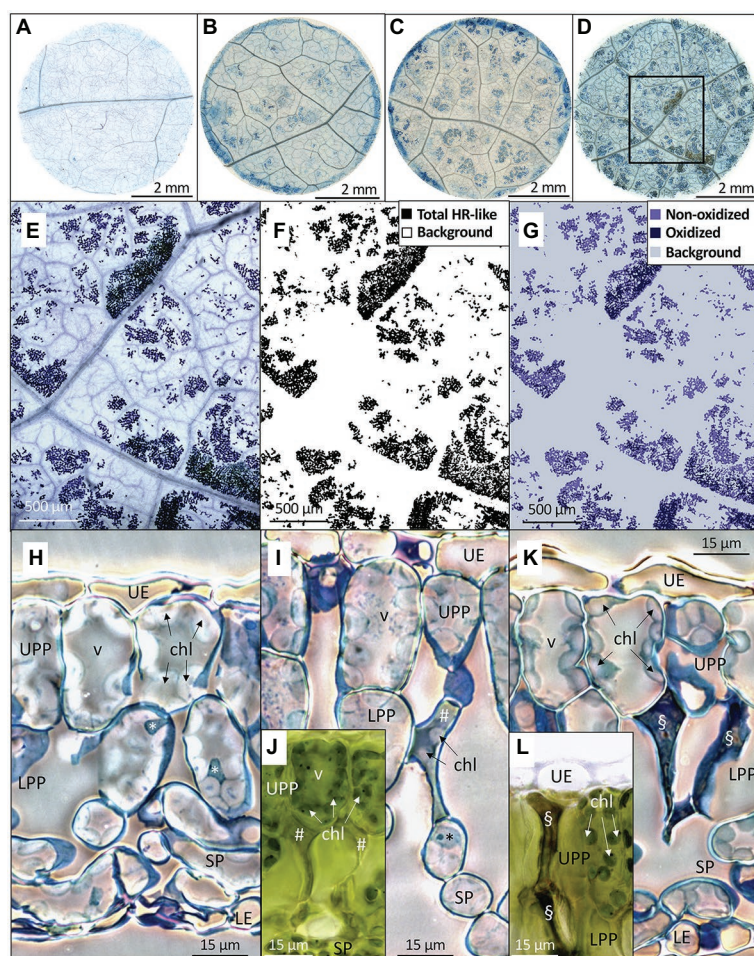 A
B
C
D
2 mm
2 mm
2 mm
2 mm
E
F
G
Total HR-like
Background
Non-oxidized
Oxidized
Background
500 µm
500 µm
500 µm
H
I
K
15 µm
UE
UE
UE
UPP
v
chl
v
UPP
v
chl
UPP
*
*
LPP
LPP
#
chl
§
§
LPP
J
v
UPP
chl
#
#
SP
L
UE
§
chl
UPP
§
LPP
SP
LE
*
SP
SP
LE
15 µm
15 µm
15 µm
15 µm